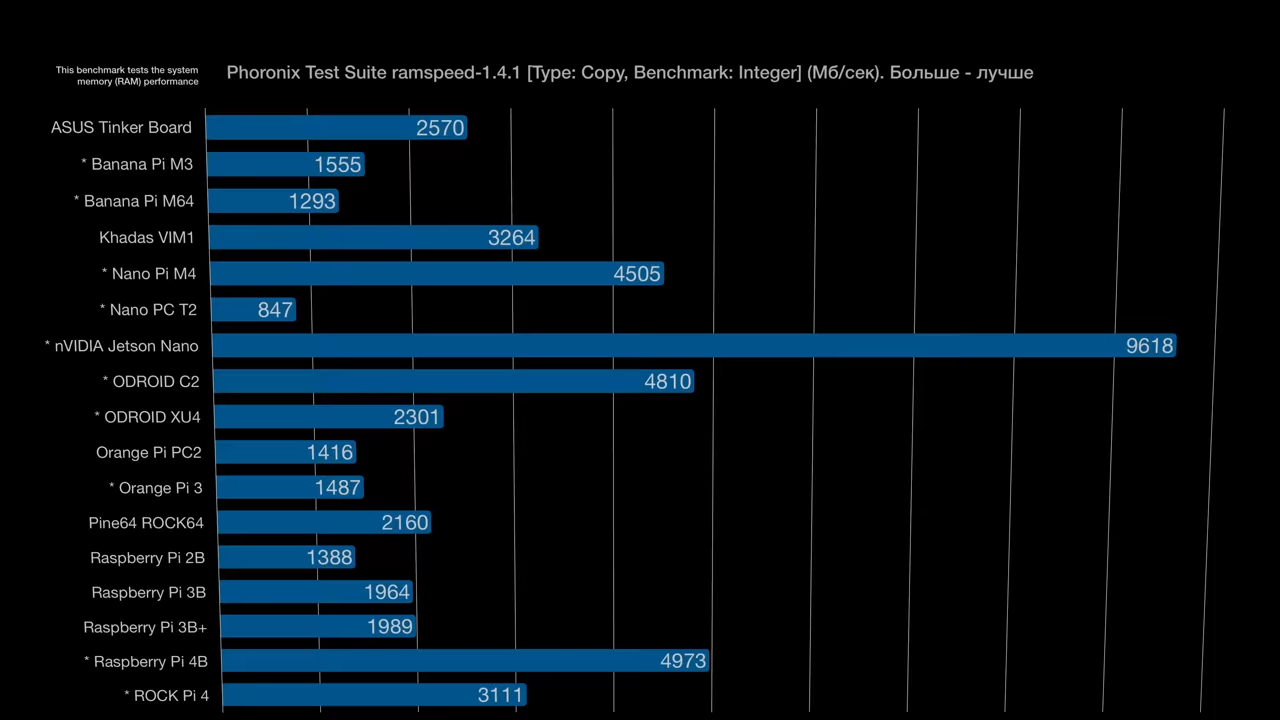 This benchmark tests the system
memory (RAM) performance
Phoronix Test Suite ramspeed-1.4.1 [Type: Copy, Benchmark: Integer] (Мб/сек). Больше - лучше
ASUS Tinker Board 2570
* Banana Pi M3 1555
* Banana Pi M64 1293
Khadas VIM1 3264
* Nano Pi M4 4505
* Nano PC T2 847
* nVIDIA Jetson Nano 9618
* ODROID C2 4810
* ODROID XU4 2301
Orange Pi PC2 1416
* Orange Pi 3 1487
Pine64 ROCK64 2160
Raspberry Pi 2B 1388
Raspberry Pi 3B 1964
Raspberry Pi 3B+ 1989
* Raspberry Pi 4B 4973
* ROCK Pi 4 3111